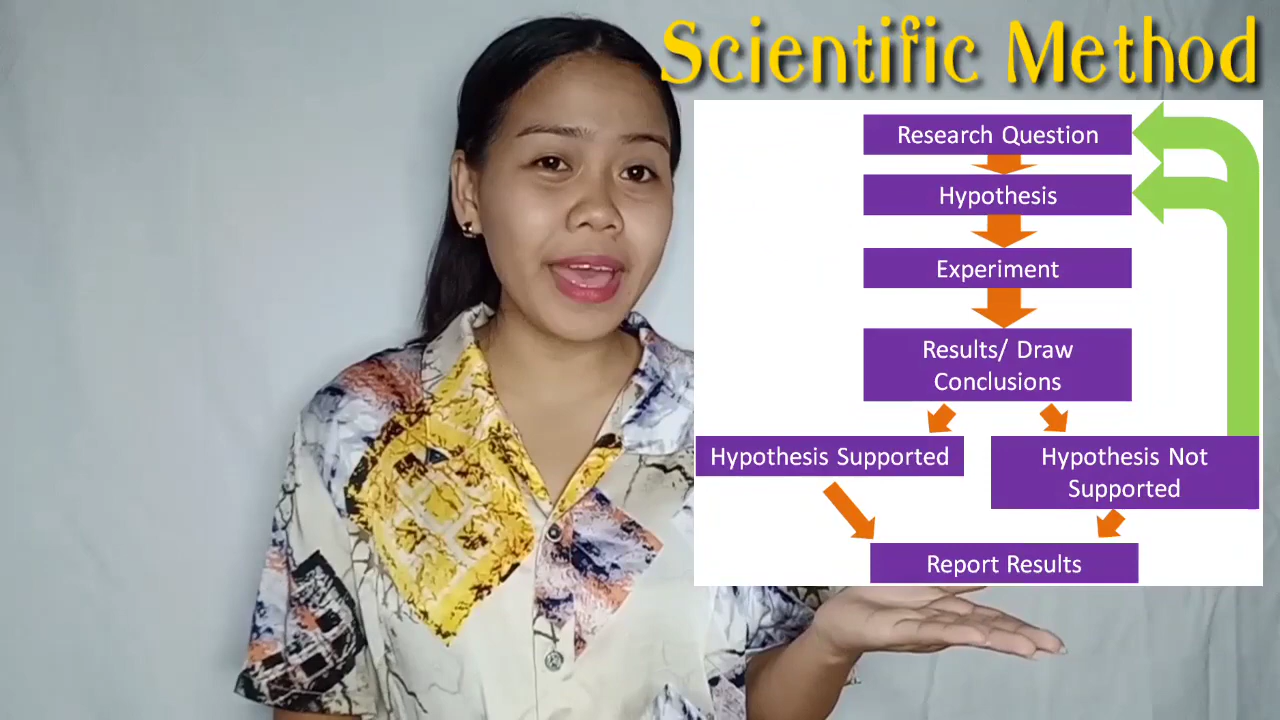 Scientific Method
Research Question
Hypothesis
Experiment
Results/ Draw
Conclusions
Hypothesis Supported
Hypothesis Not
Supported
Report Results